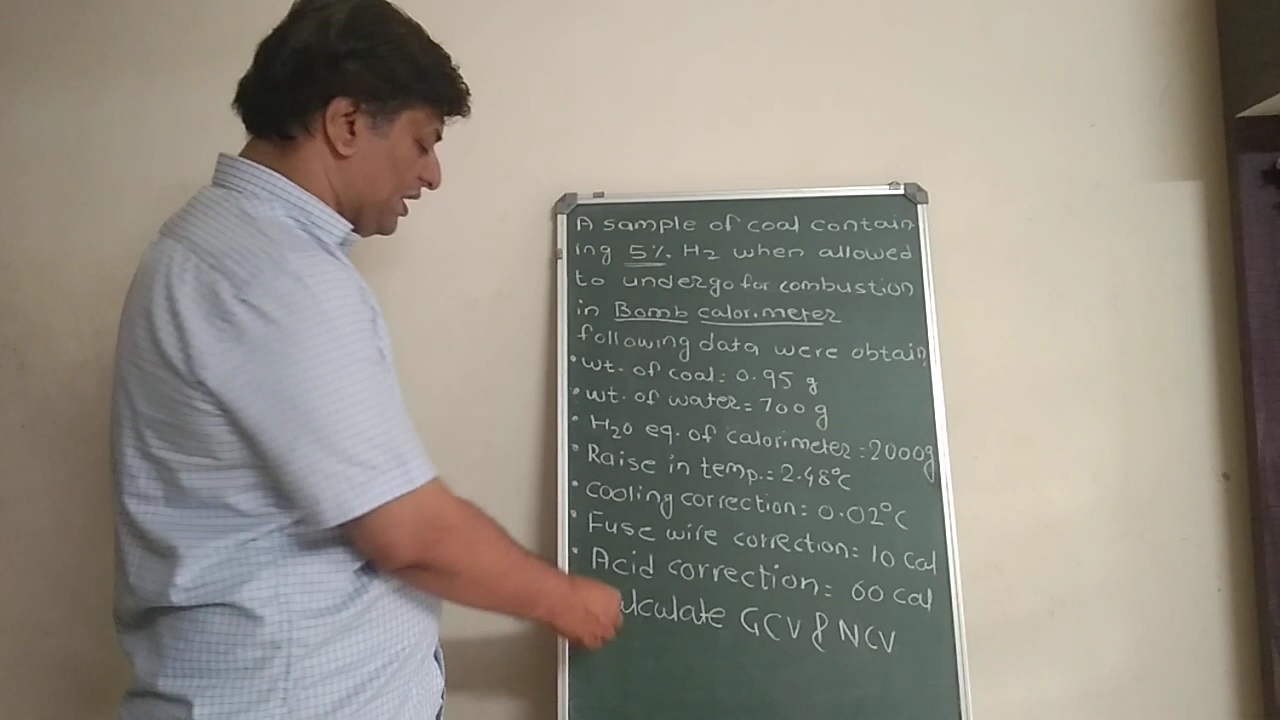 A sample of coal contain
ing 5%. H2 when allowed
to undergo for combustion
in Bomb calorimeter
following data were obtain
• wt. of coal = 0.95 g
• wt. of water = 700 g
• H2O eq. of calorimeter = 2000g
• Raise in temp. = 2.48°C
• cooling correction = 0.02°C
• Fuse wire correction = 10 cal
• Acid correction = 60 cal
alculate GCV & NCV